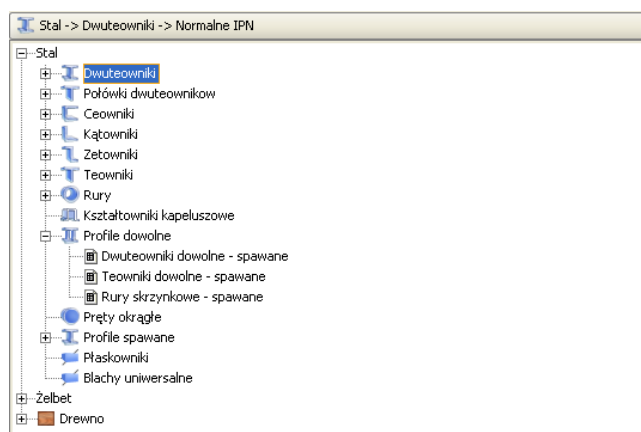 Stal -> Dwuteowniki -> Normalne IPN
Stal
Dwuteowniki
Połówki dwuteownikow
Ceowniki
Kątowniki
Zetowniki
Teowniki
Rury
Kształtowniki kapeluszowe
Profile dowolne
Dwuteowniki dowolne - spawane
Teowniki dowolne - spawane
Rury skrzynkowe - spawane
Pręty okrągłe
Profile spawane
Płaskowniki
Blachy uniwersalne
Żelbet
Drewno